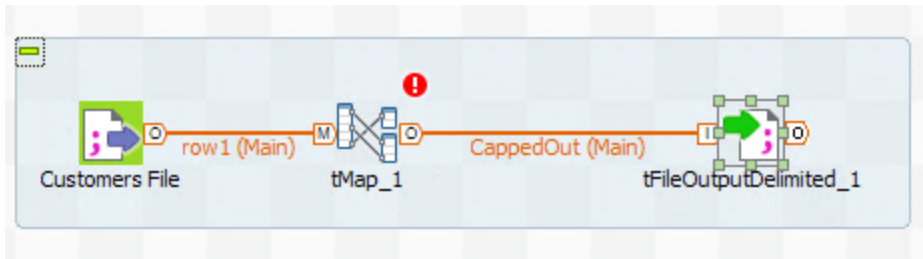 O
row1 (Main)
M
O
CappedOut (Main)
I
O
Customers File
tMap_1
tFileOutputDelimited_1